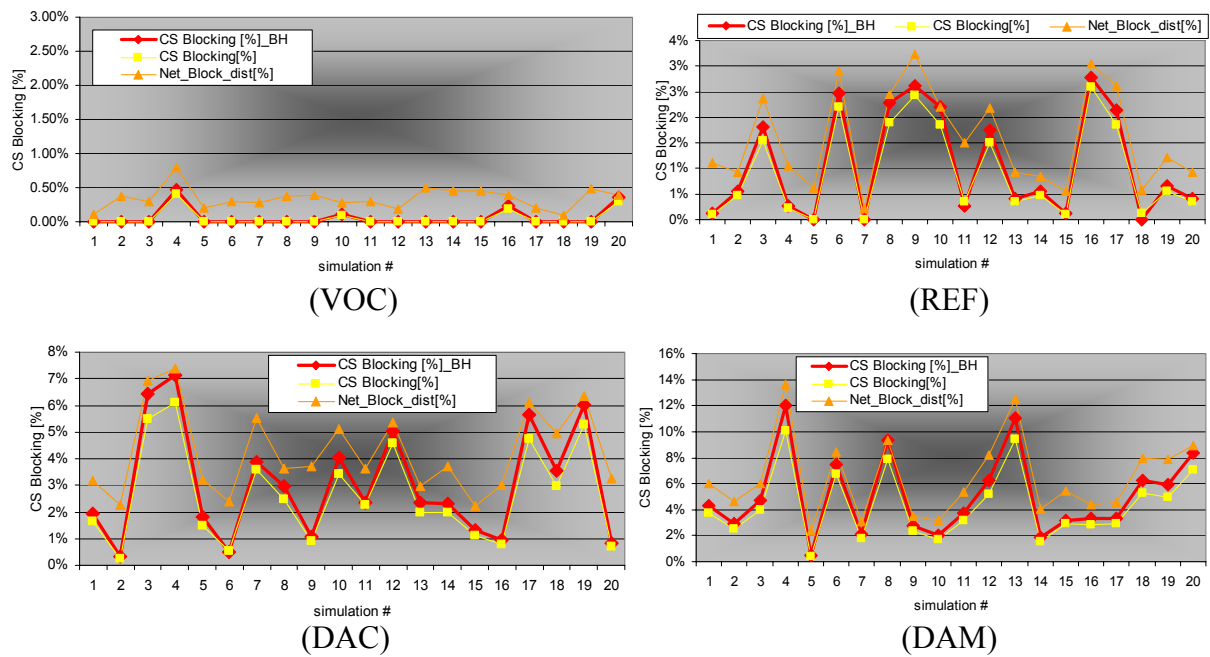 3.00%
2.50%
2.00%
1.50%
1.00%
0.50%
0.00%
CS Blocking [%]
CS Blocking [%]_BH
CS Blocking[%]
Net_Block_dist[%]
1 2 3 4 5 6 7 8 9 10 11 12 13 14 15 16 17 18 19 20
simulation #
(VOC)
CS Blocking [%]_BH CS Blocking[%] Net_Block_dist[%]
4%
3%
3%
2%
2%
1%
1%
0%
CS Blocking [%]
1 2 3 4 5 6 7 8 9 10 11 12 13 14 15 16 17 18 19 20
simulation #
(REF)
8%
7%
6%
5%
4%
3%
2%
1%
0%
CS Blocking [%]
CS Blocking [%]_BH
CS Blocking[%]
Net_Block_dist[%]
1 2 3 4 5 6 7 8 9 10 11 12 13 14 15 16 17 18 19 20
simulation #
(DAC)
16%
14%
12%
10%
8%
6%
4%
2%
0%
CS Blocking [%]
CS Blocking [%]_BH
CS Blocking[%]
Net_Block_dist[%]
1 2 3 4 5 6 7 8 9 10 11 12 13 14 15 16 17 18 19 20
simulation #
(DAM)